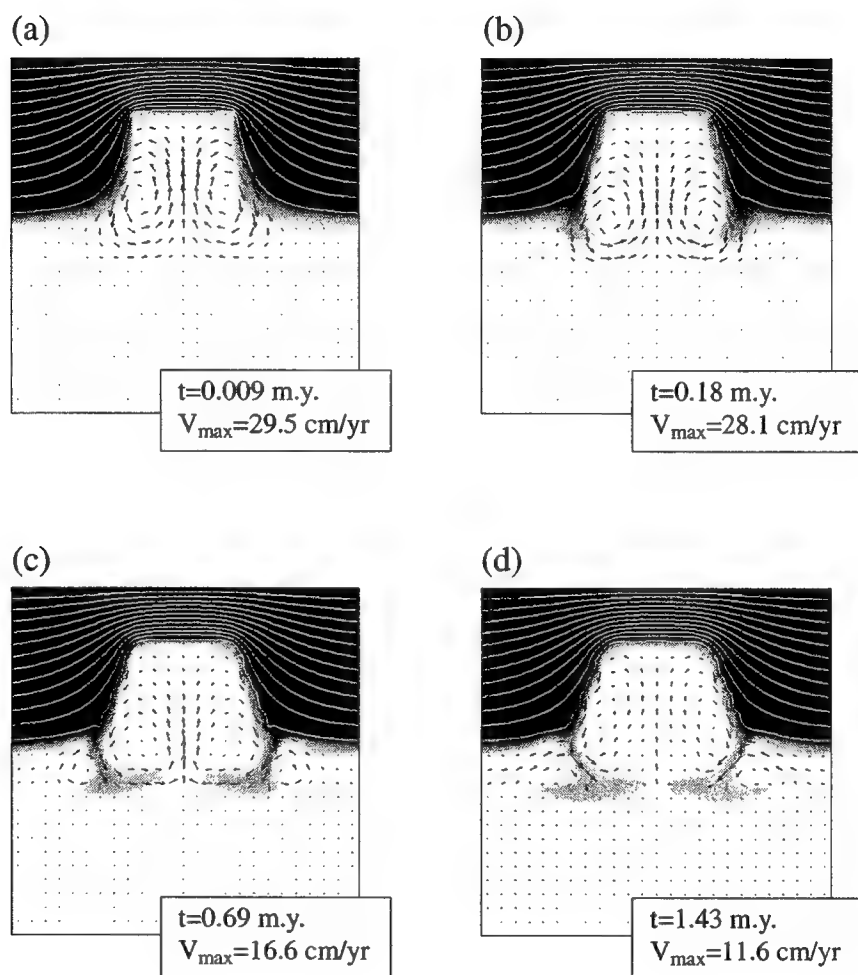 (a)
(b)
t=0.009 m.y.
Vmax=29.5 cm/yr
t=0.18 m.y.
Vmax=28.1 cm/yr
(c)
(d)
t=0.69 m.y.
Vmax=16.6 cm/yr
t=1.43 m.y.
Vmax=11.6 cm/yr